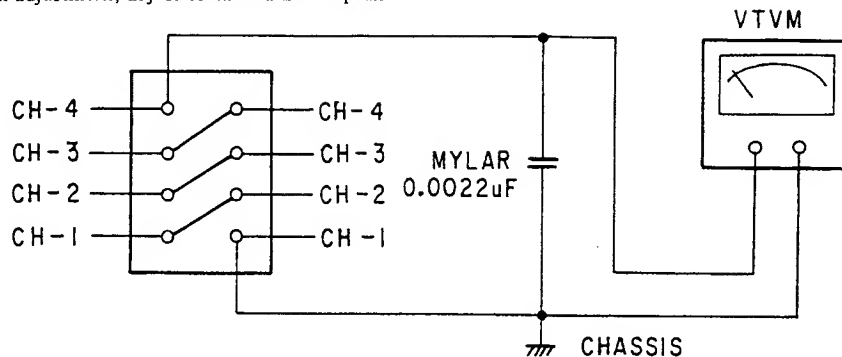 VTVM
CH-4 CH-4
CH-3 CH-3
CH-2 CH-2
CH-1 CH-1
MYLAR
0.0022uF
CHASSIS